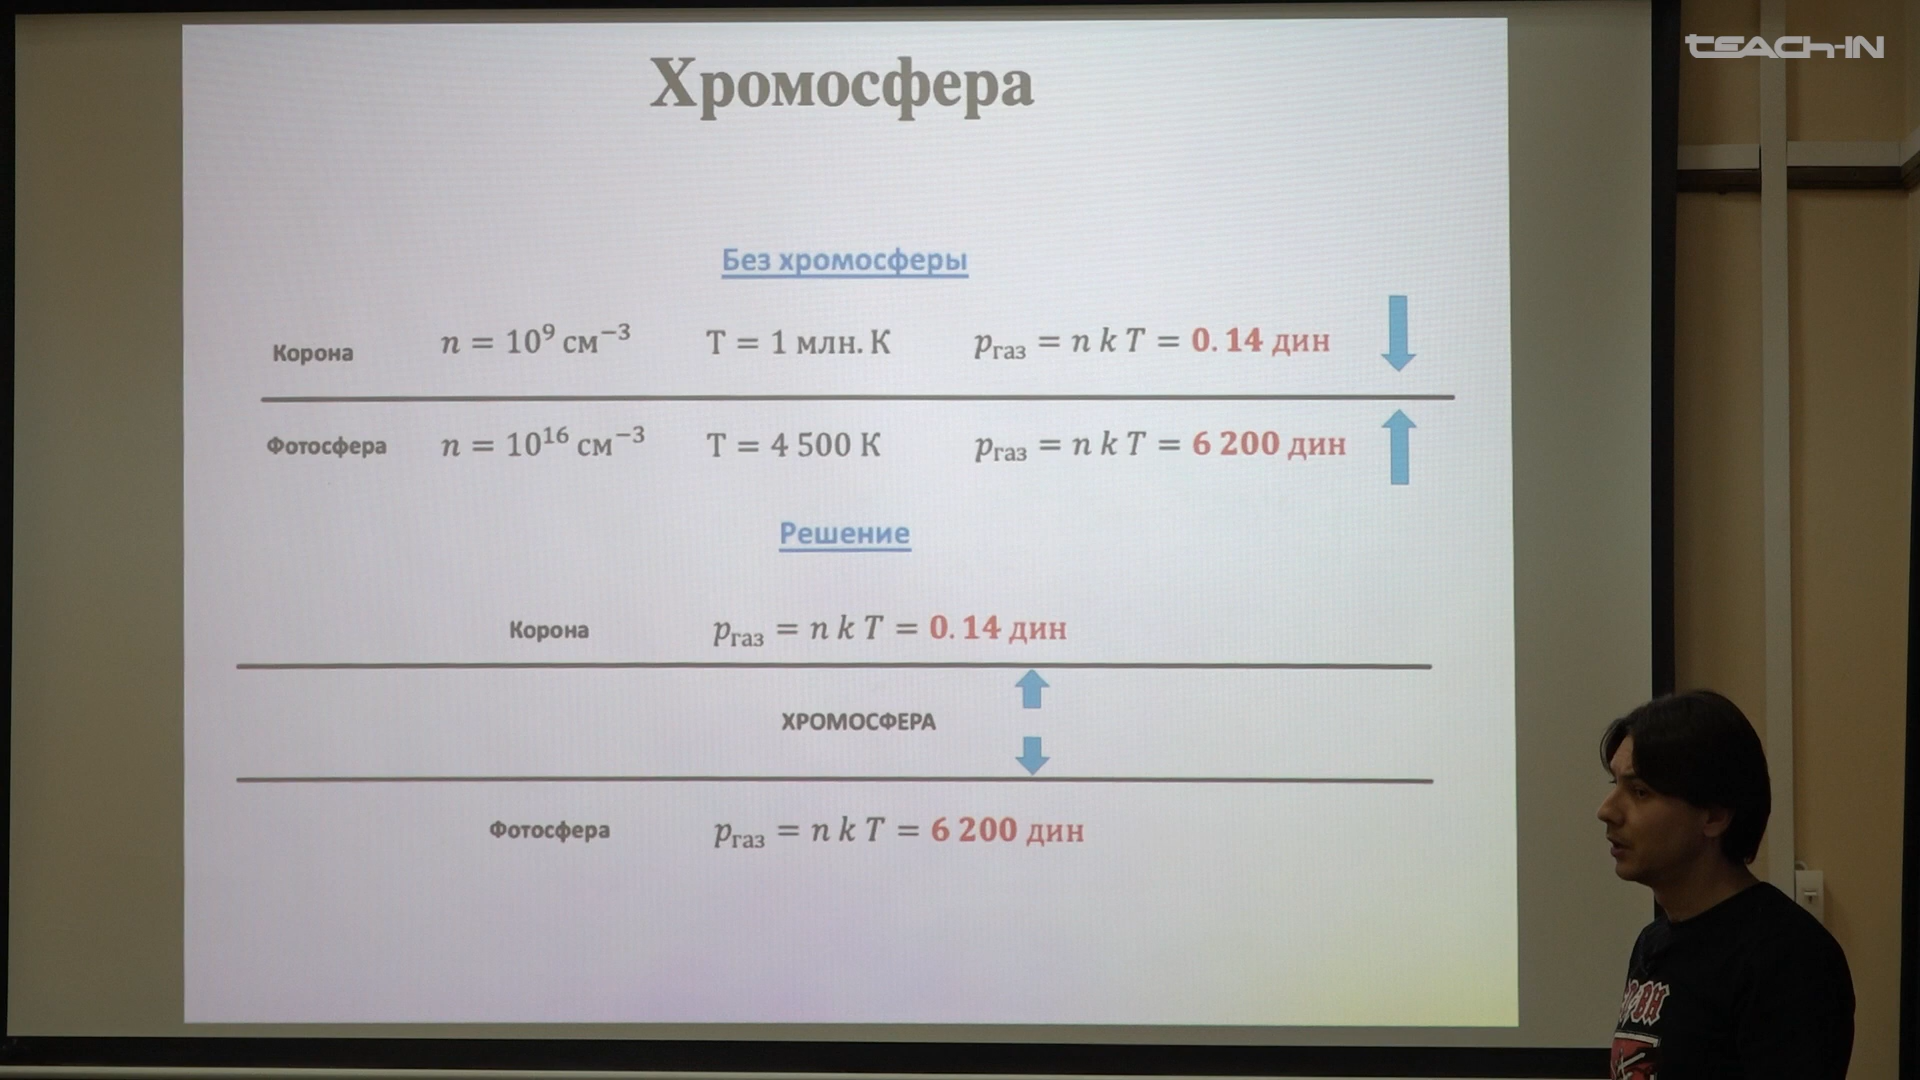 TEACH-IN
Хромосфера
Без хромосферы
Корона n = 10⁹ см⁻³ T = 1 млн. К pгаз = n k T = 0. 14 дин
Фотосфера n = 10¹⁶ см⁻³ T = 4 500 К pгаз = n k T = 6 200 дин
Решение
Корона pгаз = n k T = 0. 14 дин
ХРОМОСФЕРА
Фотосфера pгаз = n k T = 6 200 дин